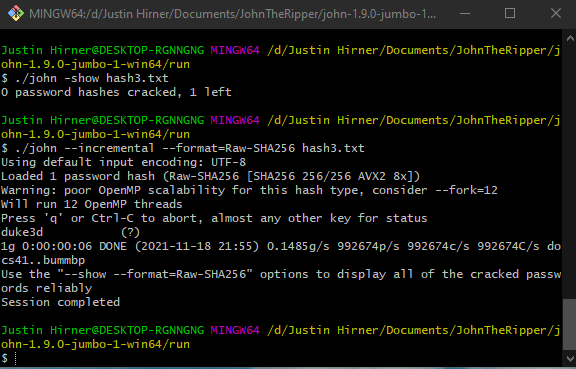 MINGW64:/d/Justin Hirner/Documents/JohnTheRipper/john-1.9.0-jumbo-1...
Justin Hirner@DESKTOP-RGNNGNG MINGW64 /d/Justin Hirner/Documents/JohnTheRipper/j
ohn-1.9.0-jumbo-1-win64/run
$ ./john -show hash3.txt
0 password hashes cracked, 1 left
Justin Hirner@DESKTOP-RGNNGNG MINGW64 /d/Justin Hirner/Documents/JohnTheRipper/j
ohn-1.9.0-jumbo-1-win64/run
$ ./john --incremental --format=Raw-SHA256 hash3.txt
Using default input encoding: UTF-8
Loaded 1 password hash (Raw-SHA256 [SHA256 256/256 AVX2 8x])
Warning: poor OpenMP scalability for this hash type, consider --fork=12
Will run 12 OpenMP threads
Press 'q' or Ctrl-C to abort, almost any other key for status
duke3d           (?)
1g 0:00:00:06 DONE (2021-11-18 21:55) 0.1485g/s 992674p/s 992674c/s 992674C/s do
cs41..bummbp
Use the "--show --format=Raw-SHA256" options to display all of the cracked passw
ords reliably
Session completed
Justin Hirner@DESKTOP-RGNNGNG MINGW64 /d/Justin Hirner/Documents/JohnTheRipper/j
ohn-1.9.0-jumbo-1-win64/run
$